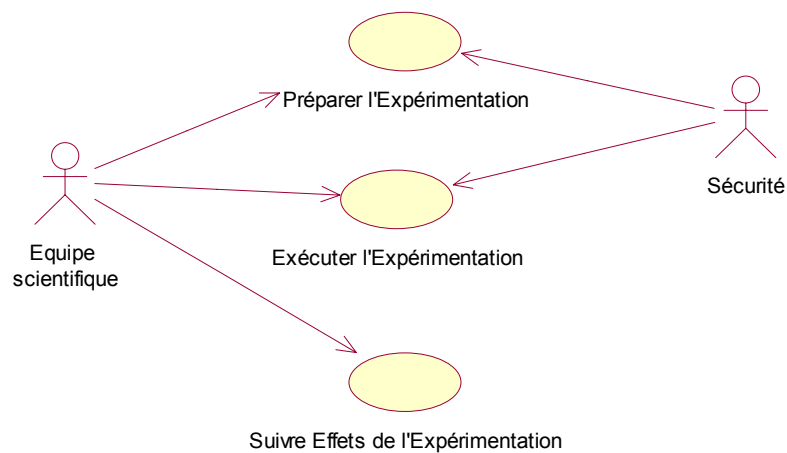 Préparer l'Expérimentation
Sécurité
Equipe
scientifique
Exécuter l'Expérimentation
Suivre Effets de l'Expérimentation